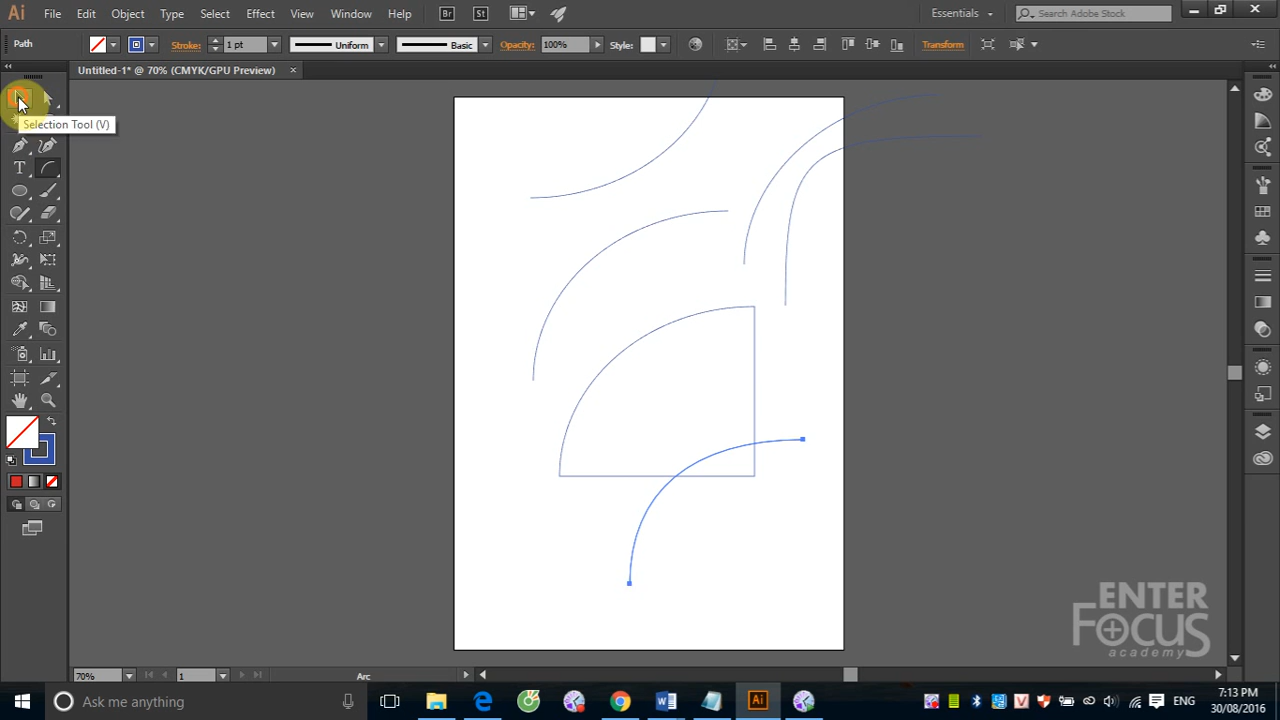 Ai File Edit Object Type Select Effect View Window Help Br St Essentials Search Adobe Stock
Path Stroke: 1 pt Uniform Basic Opacity: 100% Style: Transform
Untitled-1* @ 70% (CMYK/GPU Preview) ×
Selection Tool (V)
T
ENTER
FOCUS
academy
70% 1 Arc
Ask me anything Ai V ENG 7:13 PM
30/08/2016